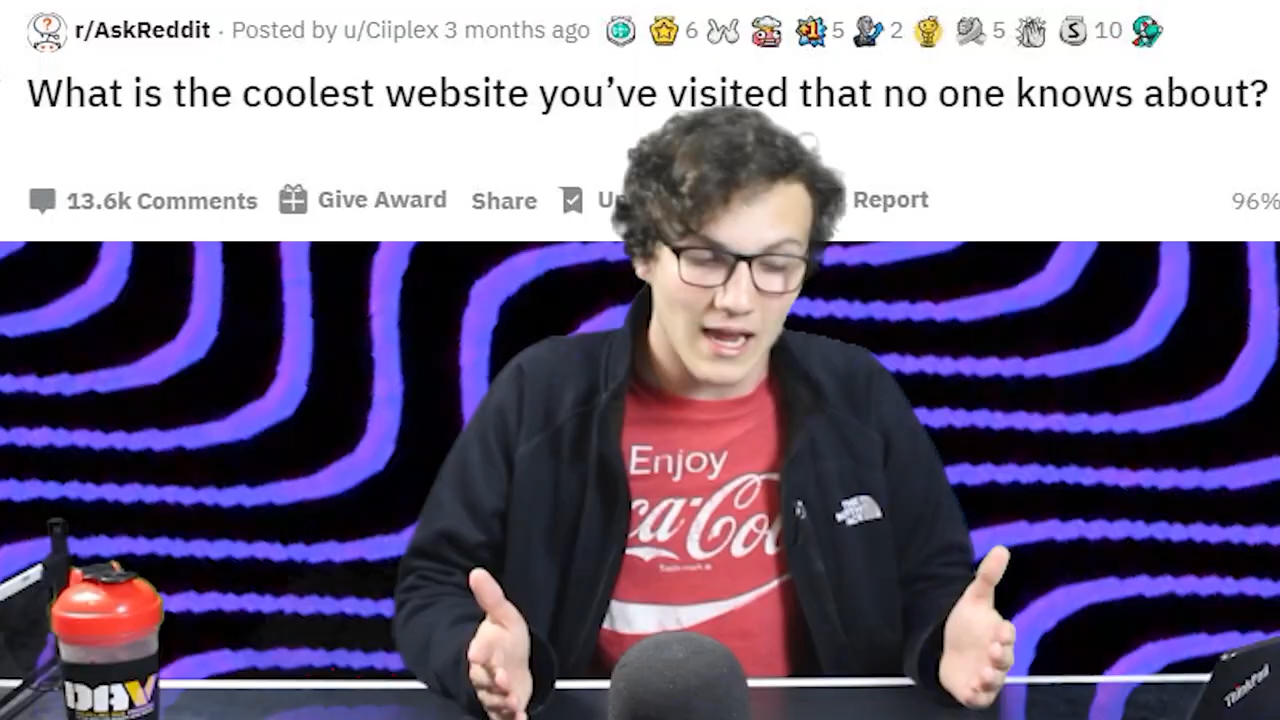 r/AskReddit · Posted by u/Ciiplex 3 months ago 6 5 2 5 10
What is the coolest website you’ve visited that no one knows about?
13.6k Comments Give Award Share Report 96%
Enjoy
ca-Col
THE NORTH FACE
ThinkPad